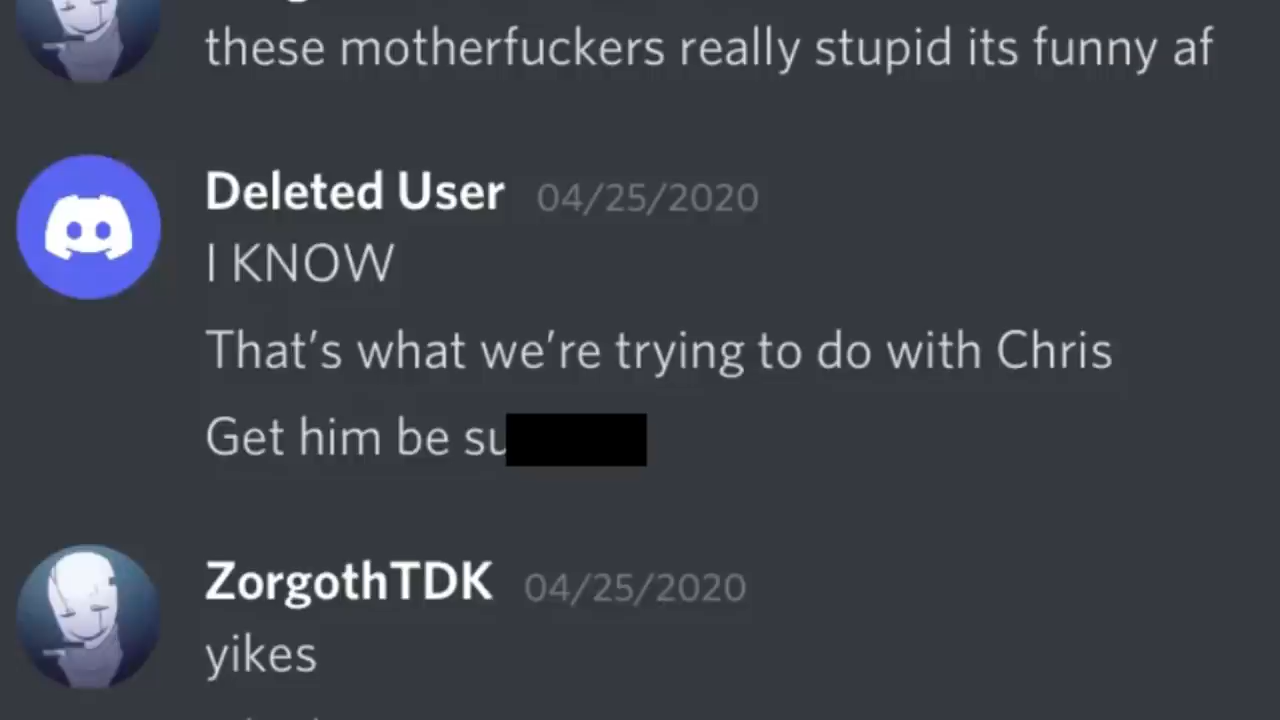 these motherfuckers really stupid its funny af
Deleted User 04/25/2020
I KNOW
That's what we're trying to do with Chris
Get him be su
ZorgothTDK 04/25/2020
yikes